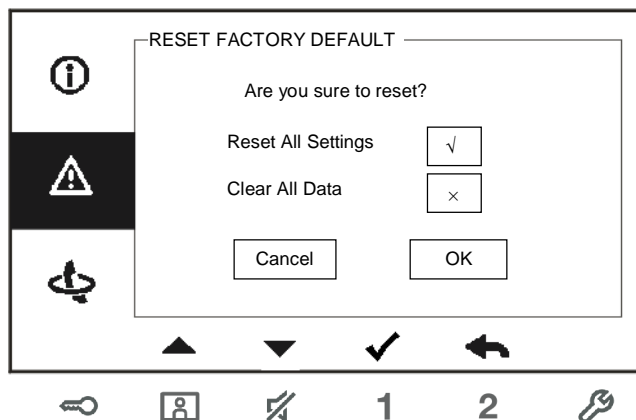 RESET FACTORY DEFAULT
Are you sure to reset?
Reset All Settings √
Clear All Data ×
Cancel OK
1 2